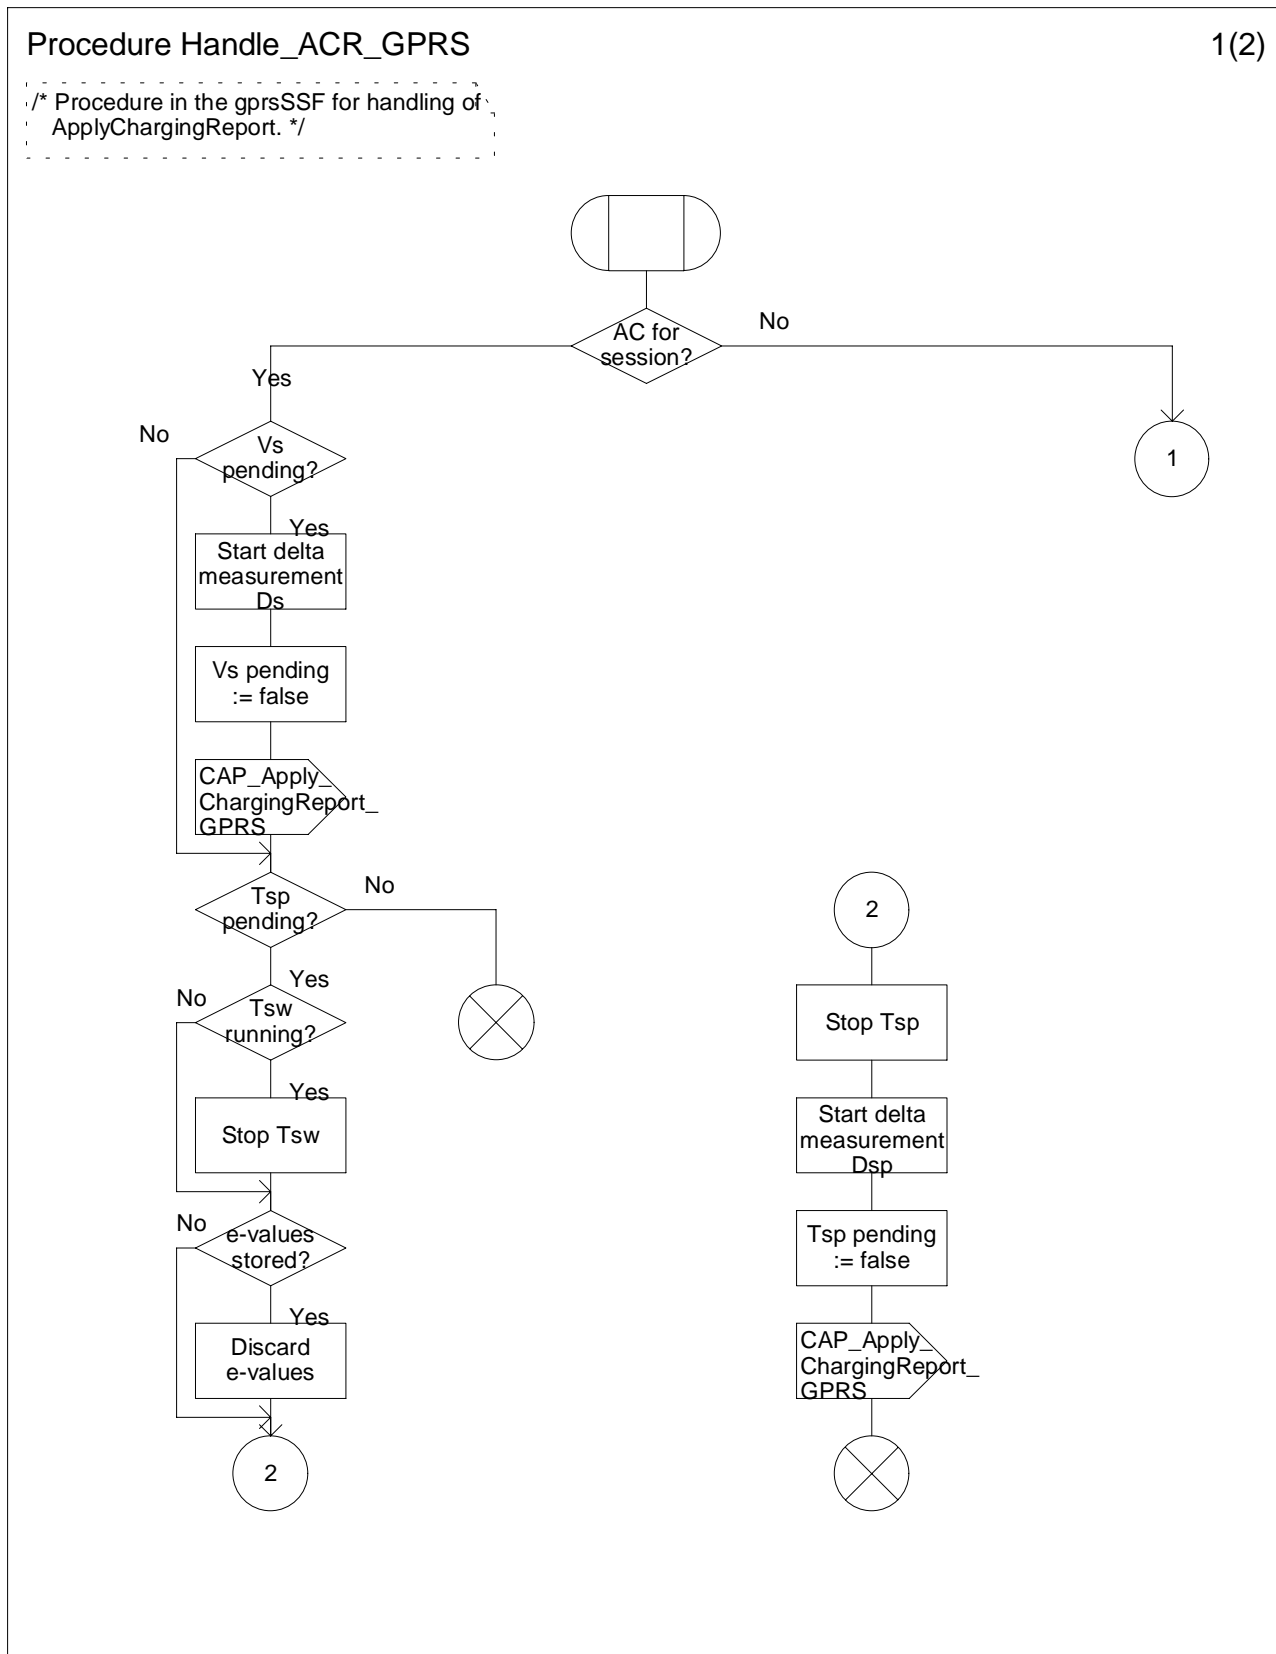 Procedure Handle_ACR_GPRS
1(2)
/* Procedure in the gprsSSF for handling of
ApplyChargingReport. */
AC for
session?
No
Yes
1
No
Vs
pending?
Yes
Start delta
measurement
Ds
Vs pending
:= false
CAP_Apply_
ChargingReport_
GPRS
Tsp
pending?
No
Yes
No
Tsw
running?
Yes
Stop Tsw
No
e-values
stored?
Yes
Discard
e-values
2
2
Stop Tsp
Start delta
measurement
Dsp
Tsp pending
:= false
CAP_Apply_
ChargingReport_
GPRS